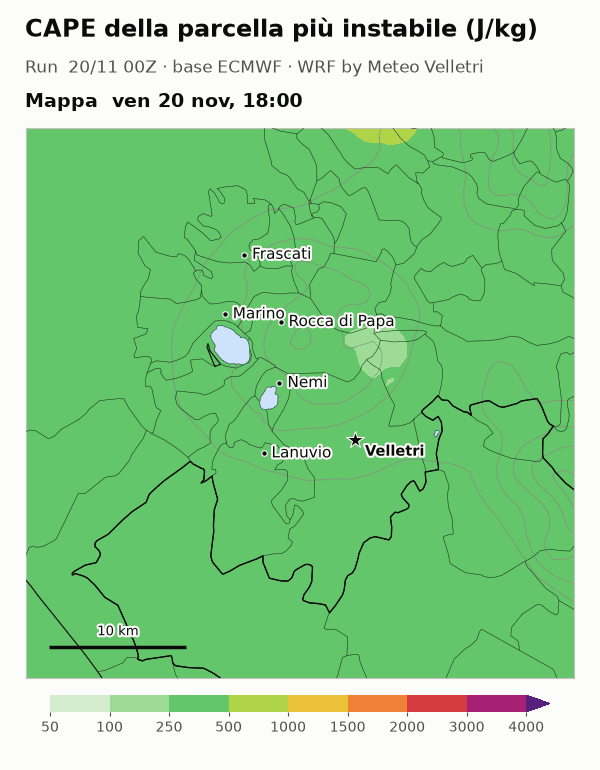 CAPE della parcella più instabile (J/kg)
Run  20/11 00Z · base ECMWF · WRF by Meteo Velletri
Mappa  ven 20 nov, 18:00
Frascati
Marino
Rocca di Papa
Nemi
Velletri
Lanuvio
10 km
50 100 250 500 1000 1500 2000 3000 4000